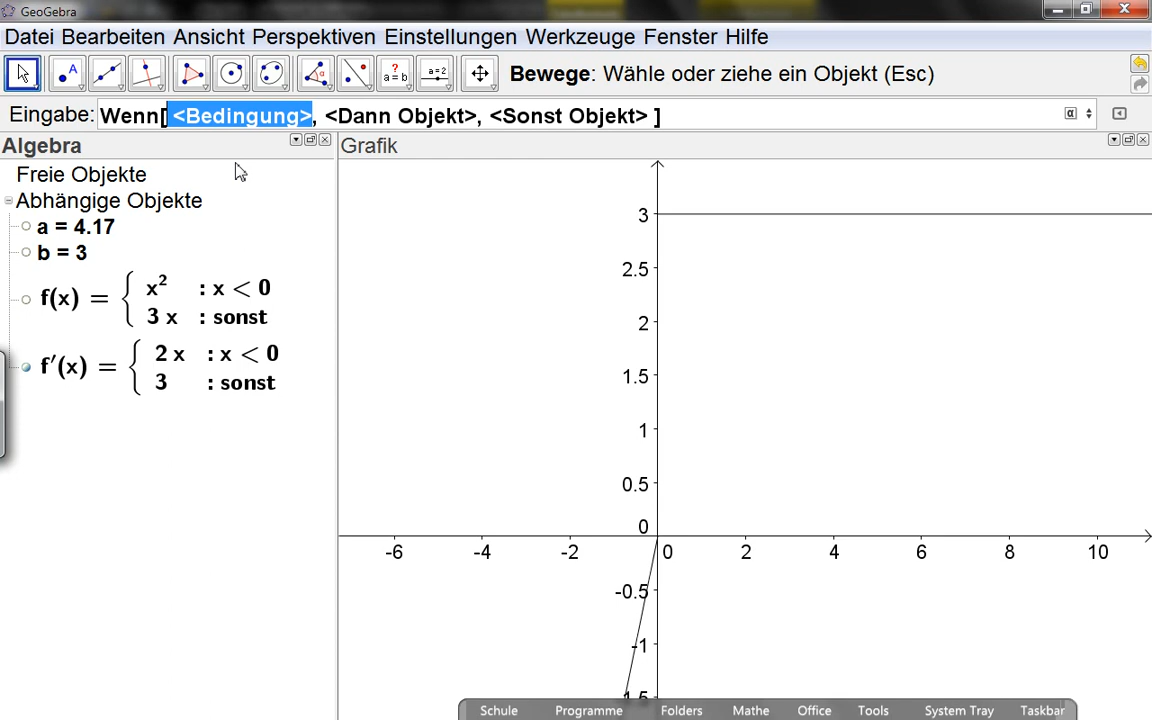 GeoGebra
Datei Bearbeiten Ansicht Perspektiven Einstellungen Werkzeuge Fenster Hilfe
A
α
a=b
a=2
Bewege: Wähle oder ziehe ein Objekt (Esc)
Eingabe: Wenn[ <Bedingung>, <Dann Objekt>, <Sonst Objekt> ]
α
Algebra
Grafik
Freie Objekte
Abhängige Objekte
a = 4.17
b = 3
f(x) = { x² : x < 0
3 x : sonst
f′(x) = { 2 x : x < 0
3 : sonst
3
2.5
2
1.5
1
0.5
0
-6 -4 -2 0 2 4 6 8 10
-0.5
-1
Schule Programme Folders Mathe Office Tools System Tray Taskbar